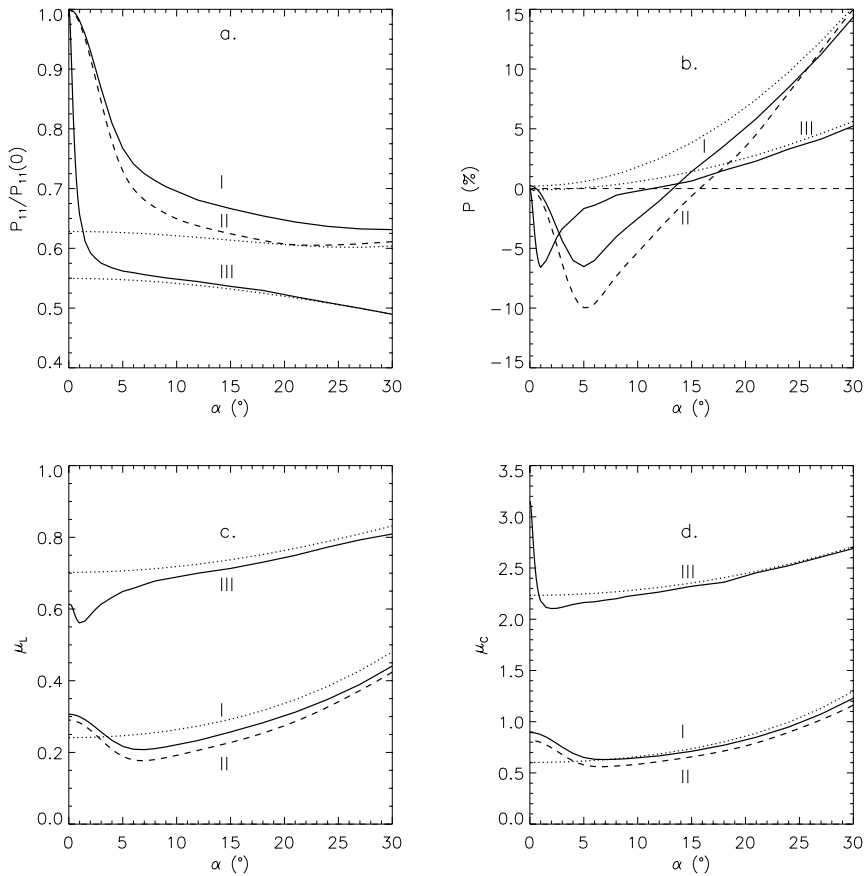 a.
P₁₁/P₁₁(0)
1.0
0.9
0.8
0.7
0.6
0.5
0.4
I
II
III
0 5 10 15 20 25 30
α (°)
b.
P (%)
15
10
5
0
−5
−10
−15
III
I
II
0 5 10 15 20 25 30
α (°)
c.
μL
1.0
0.8
0.6
0.4
0.2
0.0
III
I
II
0 5 10 15 20 25 30
α (°)
d.
μC
3.5
3.0
2.5
2.0
1.5
1.0
0.5
0.0
III
I
II
0 5 10 15 20 25 30
α (°)